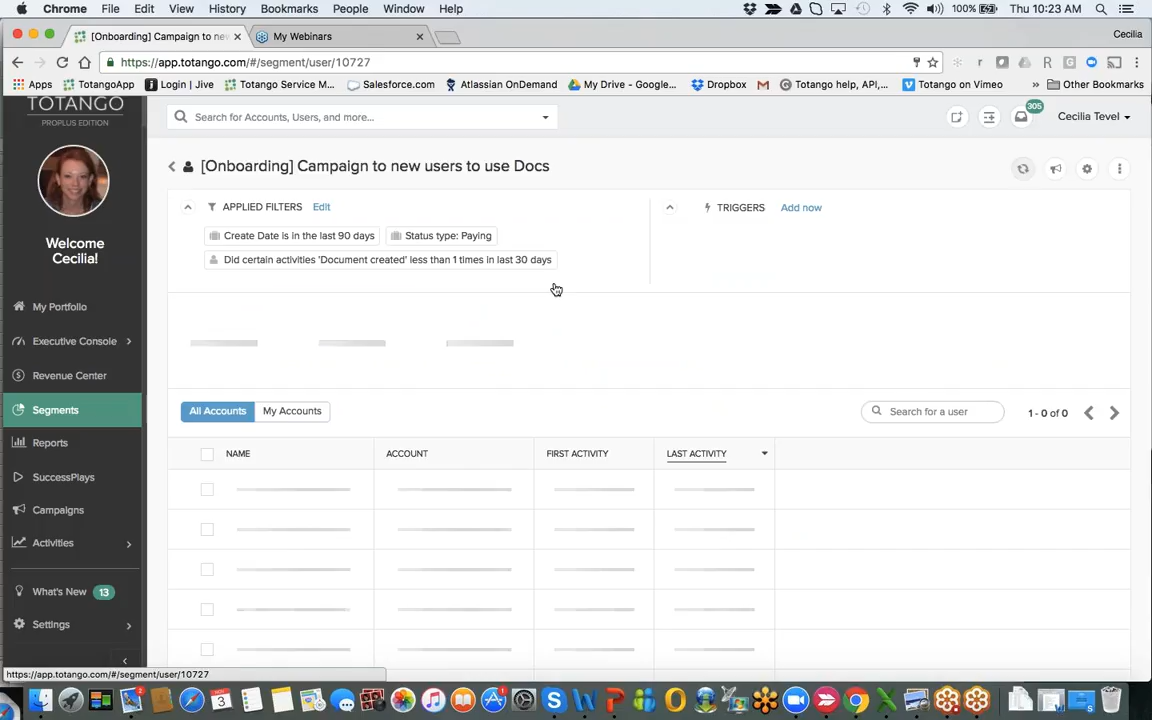 Chrome File Edit View History Bookmarks People Window Help 100% Thu 10:23 AM
[Onboarding] Campaign to new × My Webinars × Cecilia
https://app.totango.com/#/segment/user/10727
Apps TotangoApp Login | Jive Totango Service M... Salesforce.com Atlassian OnDemand My Drive - Google... Dropbox Totango help, API,... Totango on Vimeo » Other Bookmarks
TOTANGO
PROPLUS EDITION
Search for Accounts, Users, and more...
305
Cecilia Tevel
Welcome
Cecilia!
My Portfolio
Executive Console
Revenue Center
Segments
Reports
SuccessPlays
Campaigns
Activities
What's New 13
Settings
[Onboarding] Campaign to new users to use Docs
APPLIED FILTERS Edit
TRIGGERS Add now
Create Date is in the last 90 days Status type: Paying
Did certain activities 'Document created' less than 1 times in last 30 days
All Accounts My Accounts
Search for a user
1 - 0 of 0
NAME ACCOUNT FIRST ACTIVITY LAST ACTIVITY
https://app.totango.com/#/segment/user/10727